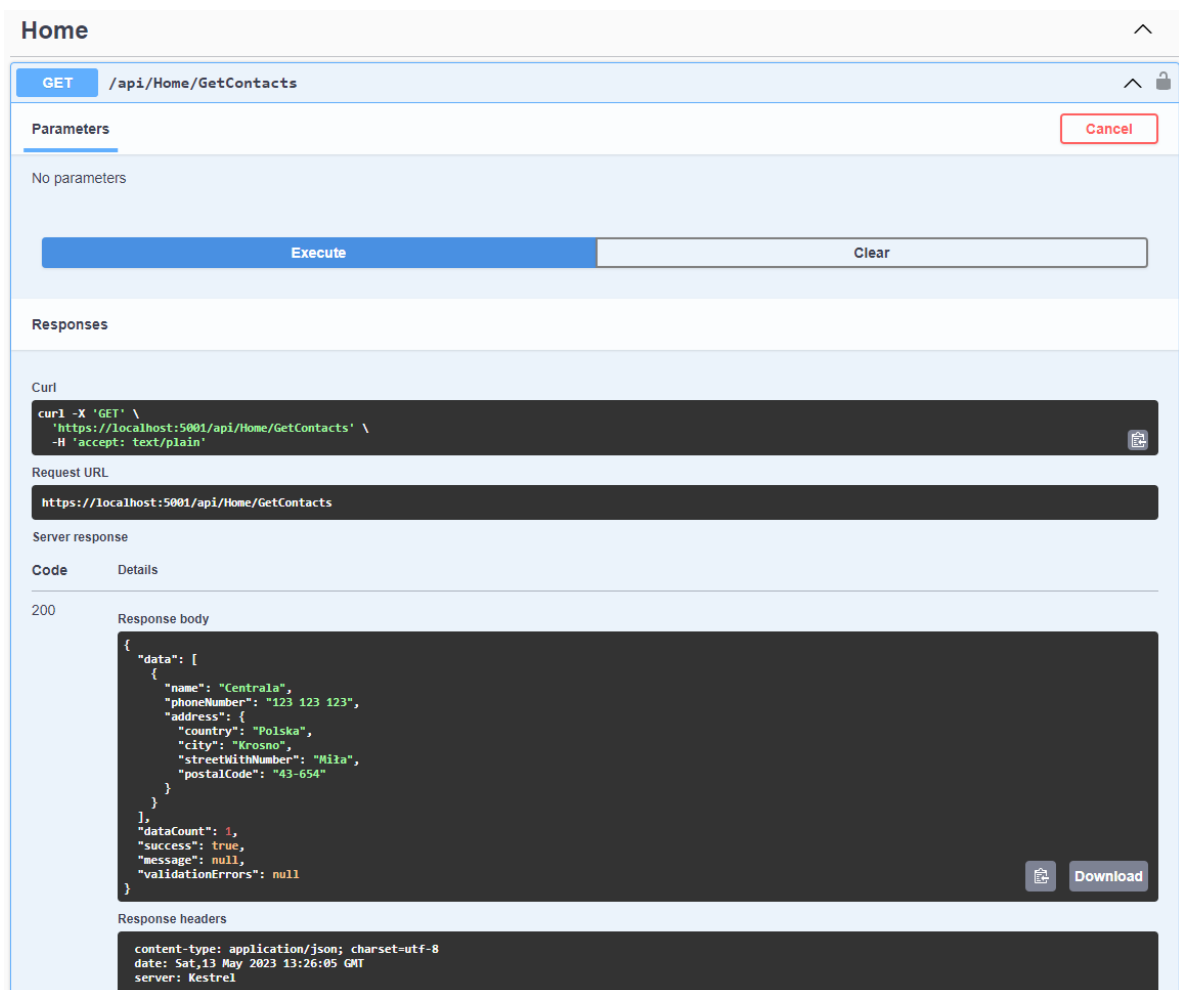 Home
GET /api/Home/GetContacts
Parameters
Cancel
No parameters
Execute
Clear
Responses
Curl
curl -X 'GET' \
'https://localhost:5001/api/Home/GetContacts' \
-H 'accept: text/plain'
Request URL
https://localhost:5001/api/Home/GetContacts
Server response
Code Details
200
Response body
{
"data": [
{
"name": "Centrala",
"phoneNumber": "123 123 123",
"address": {
"country": "Polska",
"city": "Krosno",
"streetWithNumber": "Miła",
"postalCode": "43-654"
}
}
],
"dataCount": 1,
"success": true,
"message": null,
"validationErrors": null
}
Download
Response headers
content-type: application/json; charset=utf-8
date: Sat,13 May 2023 13:26:05 GMT
server: Kestrel